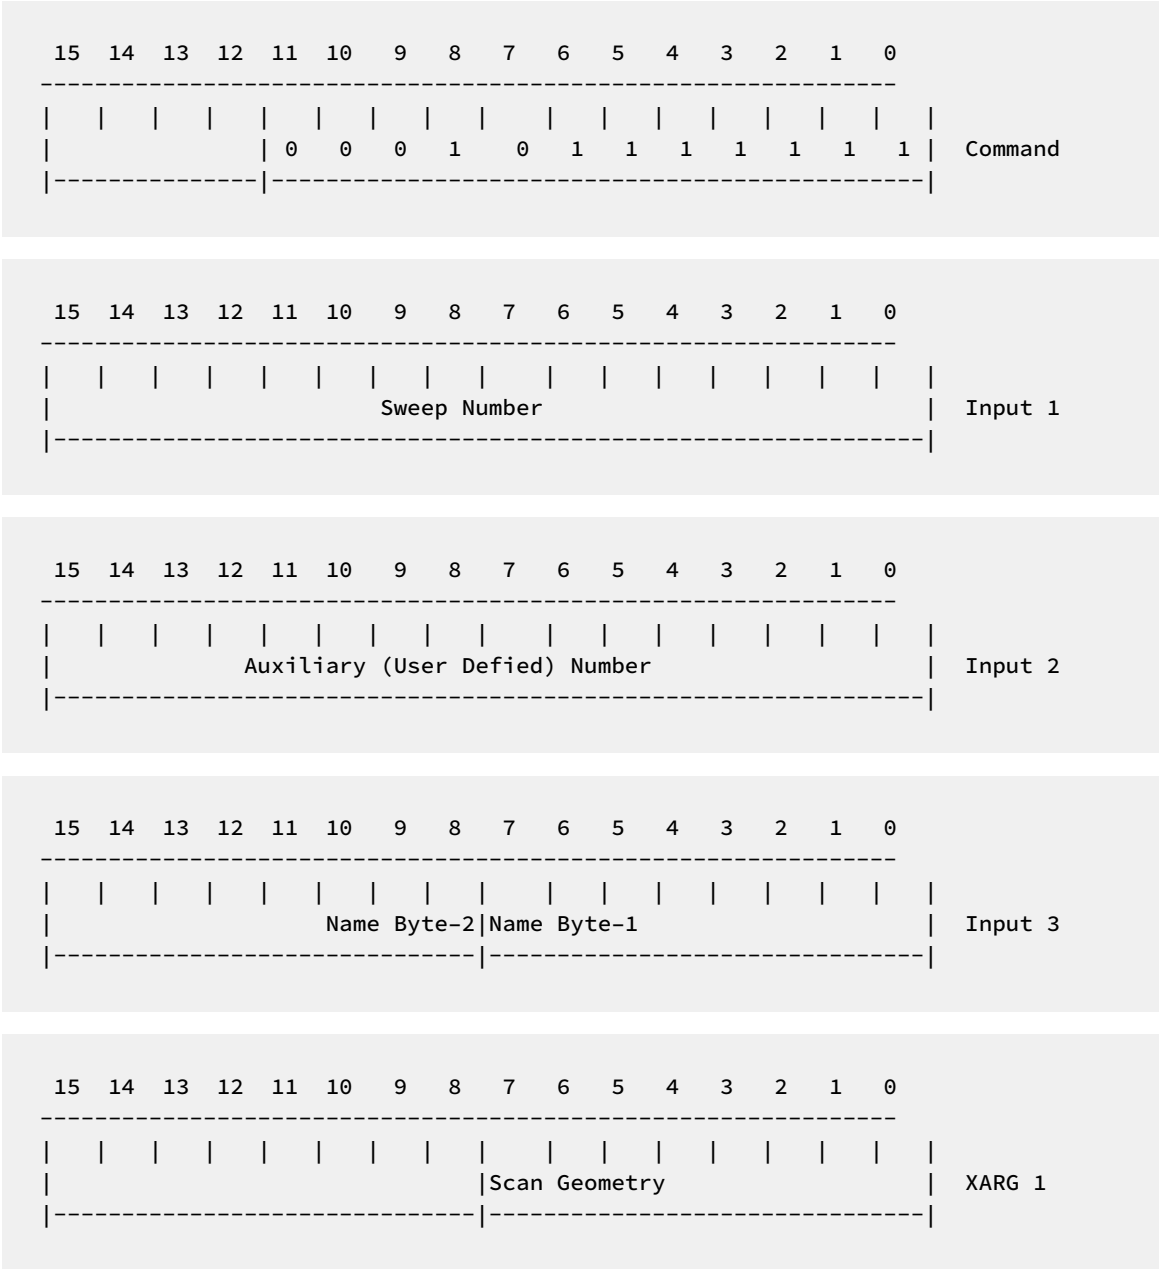 15 14 13 12 11 10 9 8 7 6 5 4 3 2 1 0
---------------------------------------------------------------
| | | | | | | | | | | | | | | | |
| | 0 0 0 1 0 1 1 1 1 1 1 1 | Command
|---------------|------------------------------------------------|
15 14 13 12 11 10 9 8 7 6 5 4 3 2 1 0
---------------------------------------------------------------
| | | | | | | | | | | | | | | | |
| Sweep Number | Input 1
|----------------------------------------------------------------|
15 14 13 12 11 10 9 8 7 6 5 4 3 2 1 0
---------------------------------------------------------------
| | | | | | | | | | | | | | | | |
| Auxiliary (User Defied) Number | Input 2
|----------------------------------------------------------------|
15 14 13 12 11 10 9 8 7 6 5 4 3 2 1 0
---------------------------------------------------------------
| | | | | | | | | | | | | | | | |
| Name Byte-2|Name Byte-1 | Input 3
|-------------------------------|--------------------------------|
15 14 13 12 11 10 9 8 7 6 5 4 3 2 1 0
---------------------------------------------------------------
| | | | | | | | | | | | | | | | |
| |Scan Geometry | XARG 1
|-------------------------------|--------------------------------|